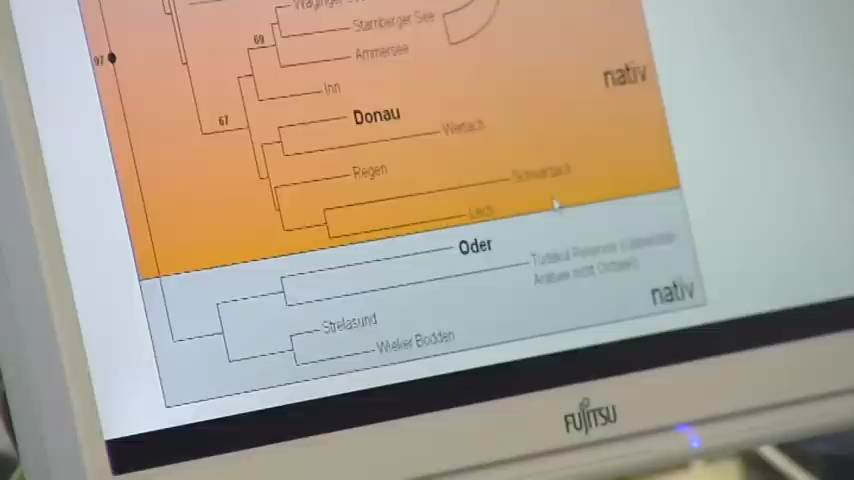 69
Starnberger See
97
Ammersee
Inn
nativ
67
Donau
Wertach
Regen
Schwarzach
Lech
Oder
nativ
Strelasund
Wieker Bodden
FUJITSU